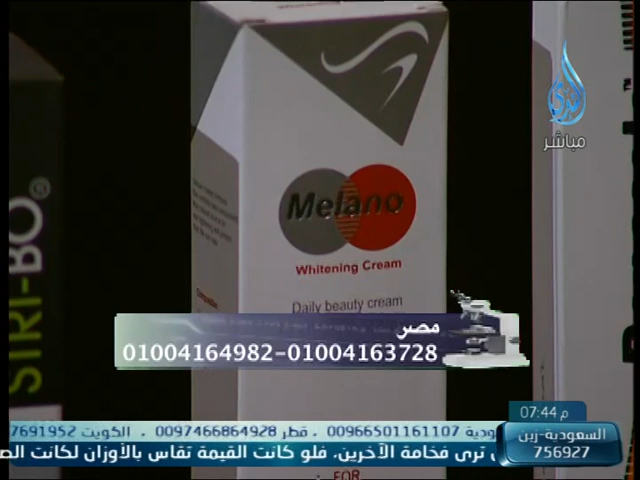 مباشر
STRI-BO®
Melano
Whitening Cream
Daily beauty cream
مصر
01004164982-01004163728
07:44 م
السعودية-زين
756927
ودية 00966501161107 ، قطر 0097466864928 ، الكويت 7691952
ن ترى فخامة الآخرين، فلو كانت القيمة تقاس بالأوزان لكانت الص
FOR